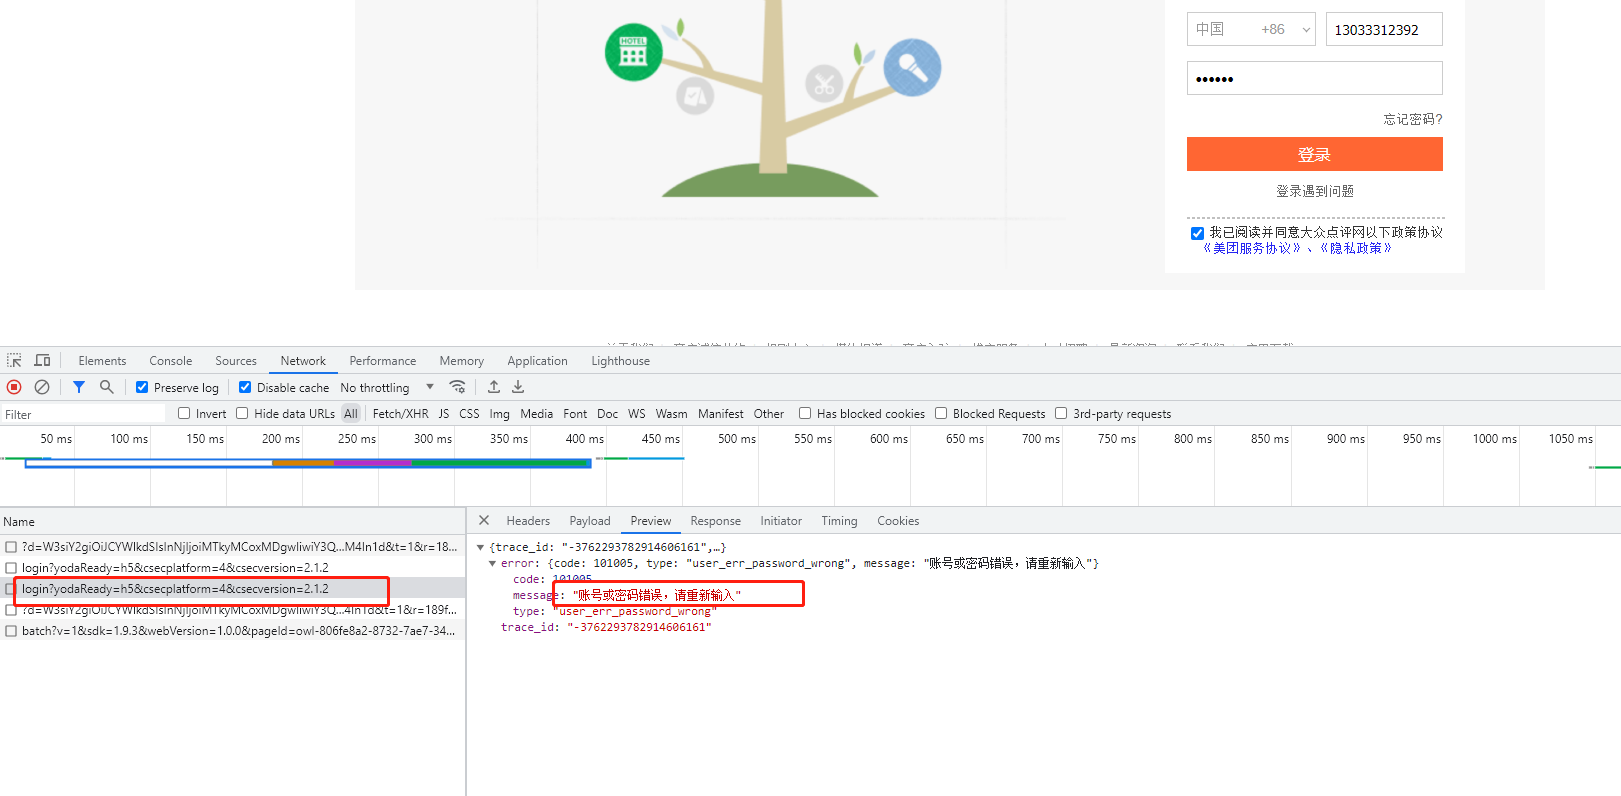 HOTEL
中国 +86 13033312392
••••••
忘记密码?
登录
登录遇到问题
我已阅读并同意大众点评网以下政策协议
《美团服务协议》、《隐私政策》
Elements Console Sources Network Performance Memory Application Lighthouse
Preserve log Disable cache No throttling
Filter Invert Hide data URLs All Fetch/XHR JS CSS Img Media Font Doc WS Wasm Manifest Other Has blocked cookies Blocked Requests 3rd-party requests
50 ms 100 ms 150 ms 200 ms 250 ms 300 ms 350 ms 400 ms 450 ms 500 ms 550 ms 600 ms 650 ms 700 ms 750 ms 800 ms 850 ms 900 ms 950 ms 1000 ms 1050 ms
Name
?d=W3siY2giOiJCYWlkdSIsInNjIjoiMTkyMCoxMDgwIiwiY3Q...M4In1d&t=1&r=18...
login?yodaReady=h5&csecplatform=4&csecversion=2.1.2
login?yodaReady=h5&csecplatform=4&csecversion=2.1.2
?d=W3siY2giOiJCYWlkdSIsInNjIjoiMTkyMCoxMDgwIiwiY3Q...4In1d&t=1&r=189f...
batch?v=1&sdk=1.9.3&webVersion=1.0.0&pageId=owl-806fe8a2-8732-7ae7-34...
Headers Payload Preview Response Initiator Timing Cookies
{trace_id: "-3762293782914606161",…}
error: {code: 101005, type: "user_err_password_wrong", message: "账号或密码错误，请重新输入"}
code: 101005
message: "账号或密码错误，请重新输入"
type: "user_err_password_wrong"
trace_id: "-3762293782914606161"